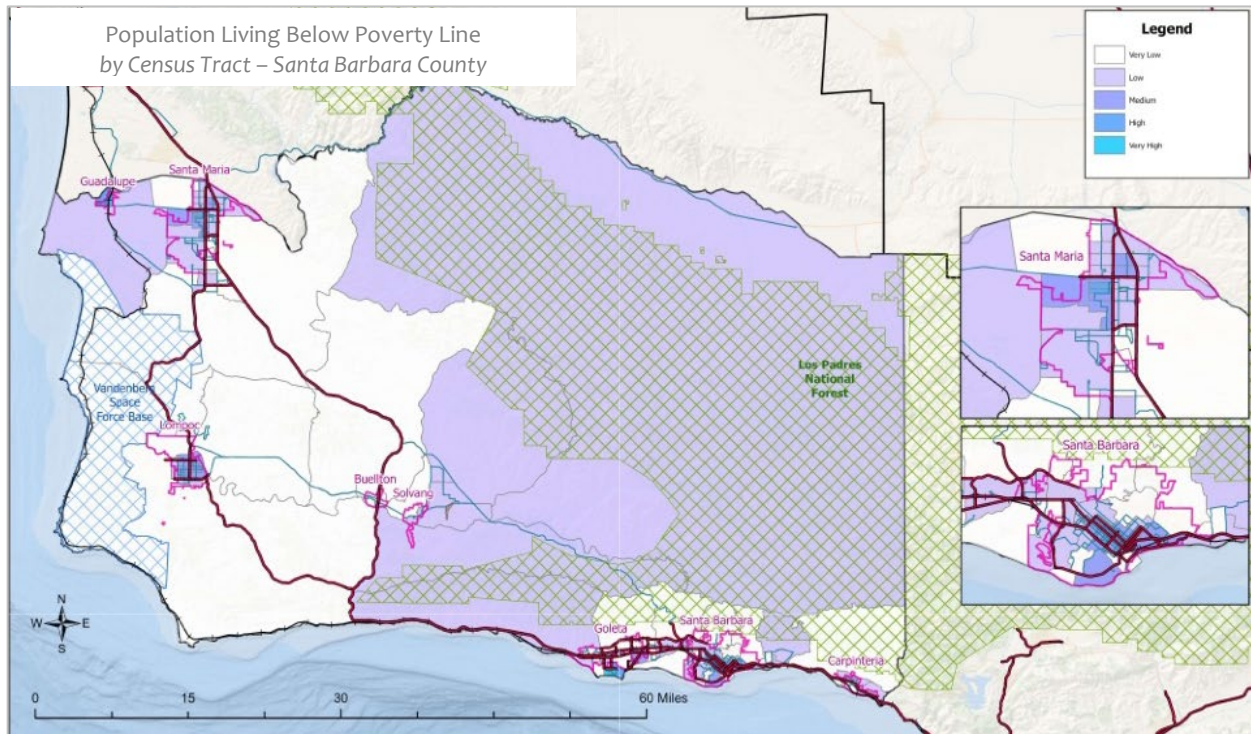 Population Living Below Poverty Line
by Census Tract – Santa Barbara County
Legend
Very Low
Low
Medium
High
Very High
Santa Maria
Guadalupe
Santa Maria
Los Padres
National
Forest
Vandenberg
Space
Force Base
Lompoc
Santa Barbara
Buellton
Solvang
N
W E
S
Goleta
Santa Barbara
Carpinteria
0 15 30 60 Miles